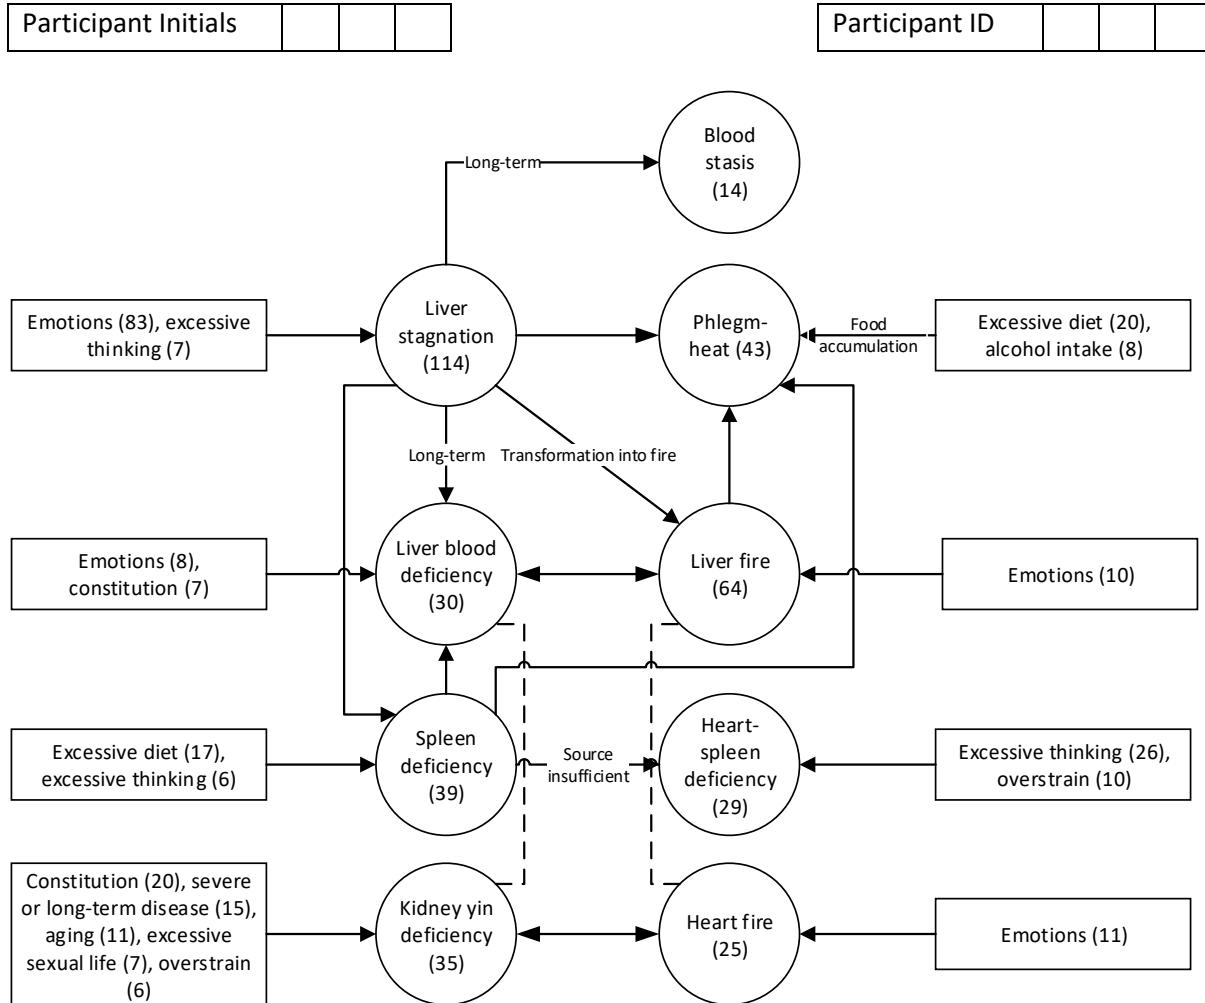 Participant Initials
Participant ID
Blood
stasis
(14)
Long-term
Emotions (83), excessive
thinking (7)
Liver
stagnation
(114)
Phlegm-
heat (43)
Food
accumulation
Excessive diet (20),
alcohol intake (8)
Long-term
Transformation into fire
Emotions (8),
constitution (7)
Liver blood
deficiency
(30)
Liver fire
(64)
Emotions (10)
Excessive diet (17),
excessive thinking (6)
Spleen
deficiency
(39)
Source
insufficient
Heart-
spleen
deficiency
(29)
Excessive thinking (26),
overstrain (10)
Constitution (20), severe
or long-term disease (15),
aging (11), excessive
sexual life (7), overstrain
(6)
Kidney yin
deficiency
(35)
Heart fire
(25)
Emotions (11)